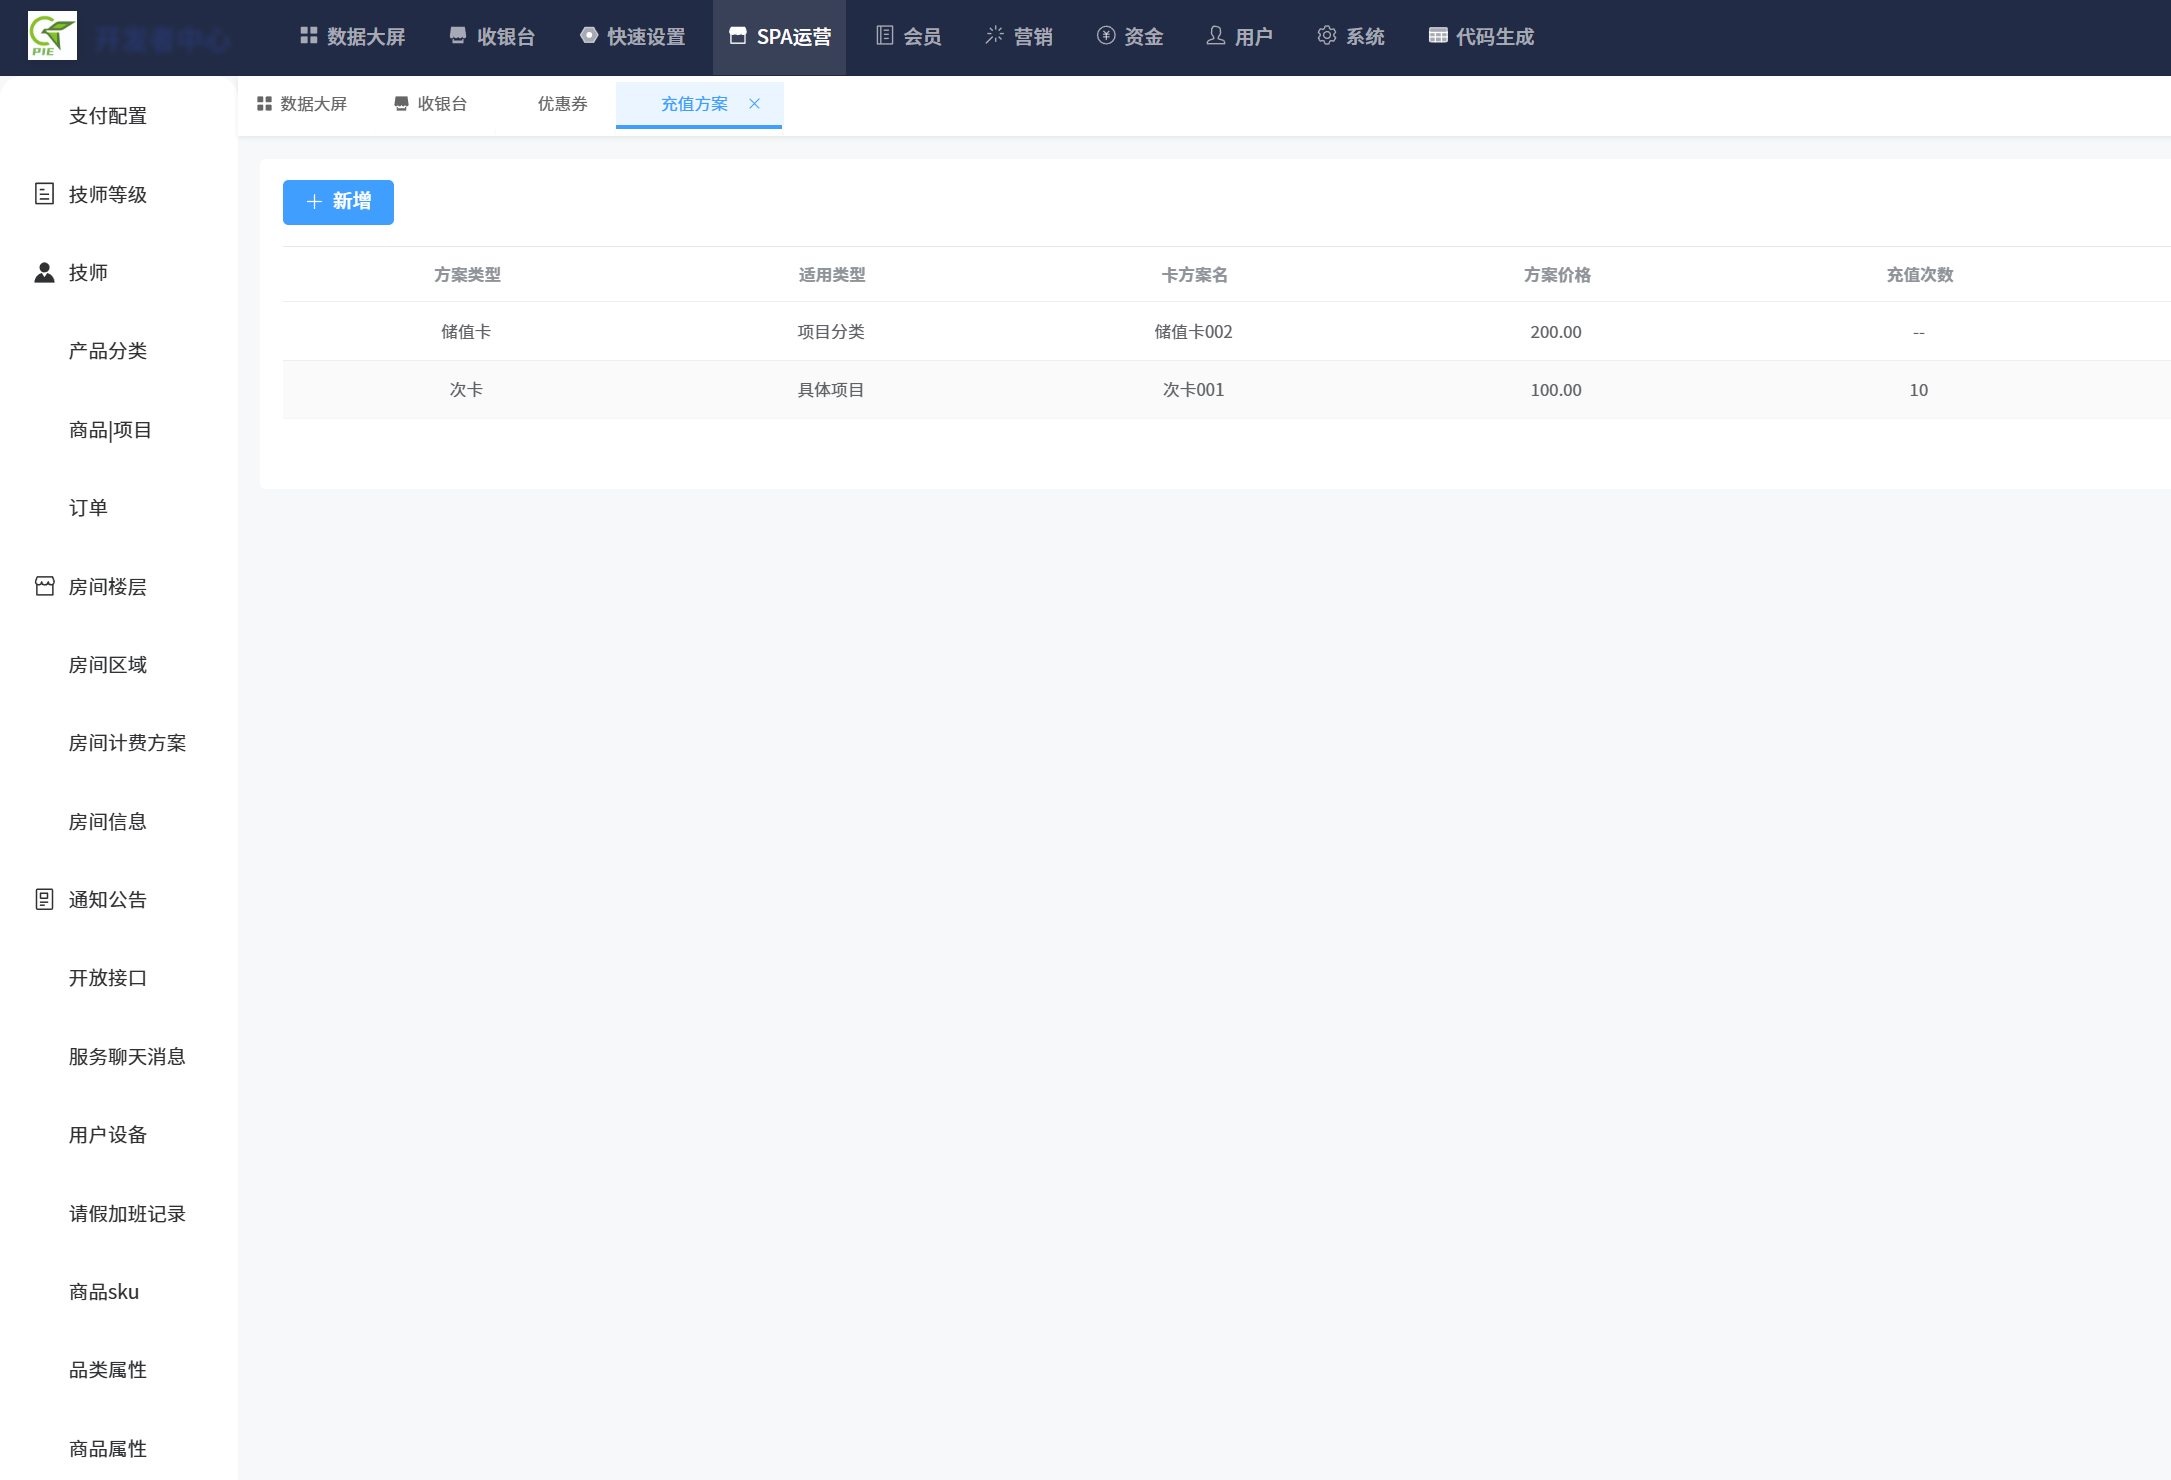 PIE 开发者中心
数据大屏 收银台 快速设置 SPA运营 会员 营销 资金 用户 系统 代码生成
数据大屏 收银台 优惠券 充值方案
支付配置
技师等级
技师
产品分类
商品|项目
订单
房间楼层
房间区域
房间计费方案
房间信息
通知公告
开放接口
服务聊天消息
用户设备
请假加班记录
商品sku
品类属性
商品属性
新增
方案类型 适用类型 卡方案名 方案价格 充值次数
储值卡 项目分类 储值卡002 200.00 --
次卡 具体项目 次卡001 100.00 10